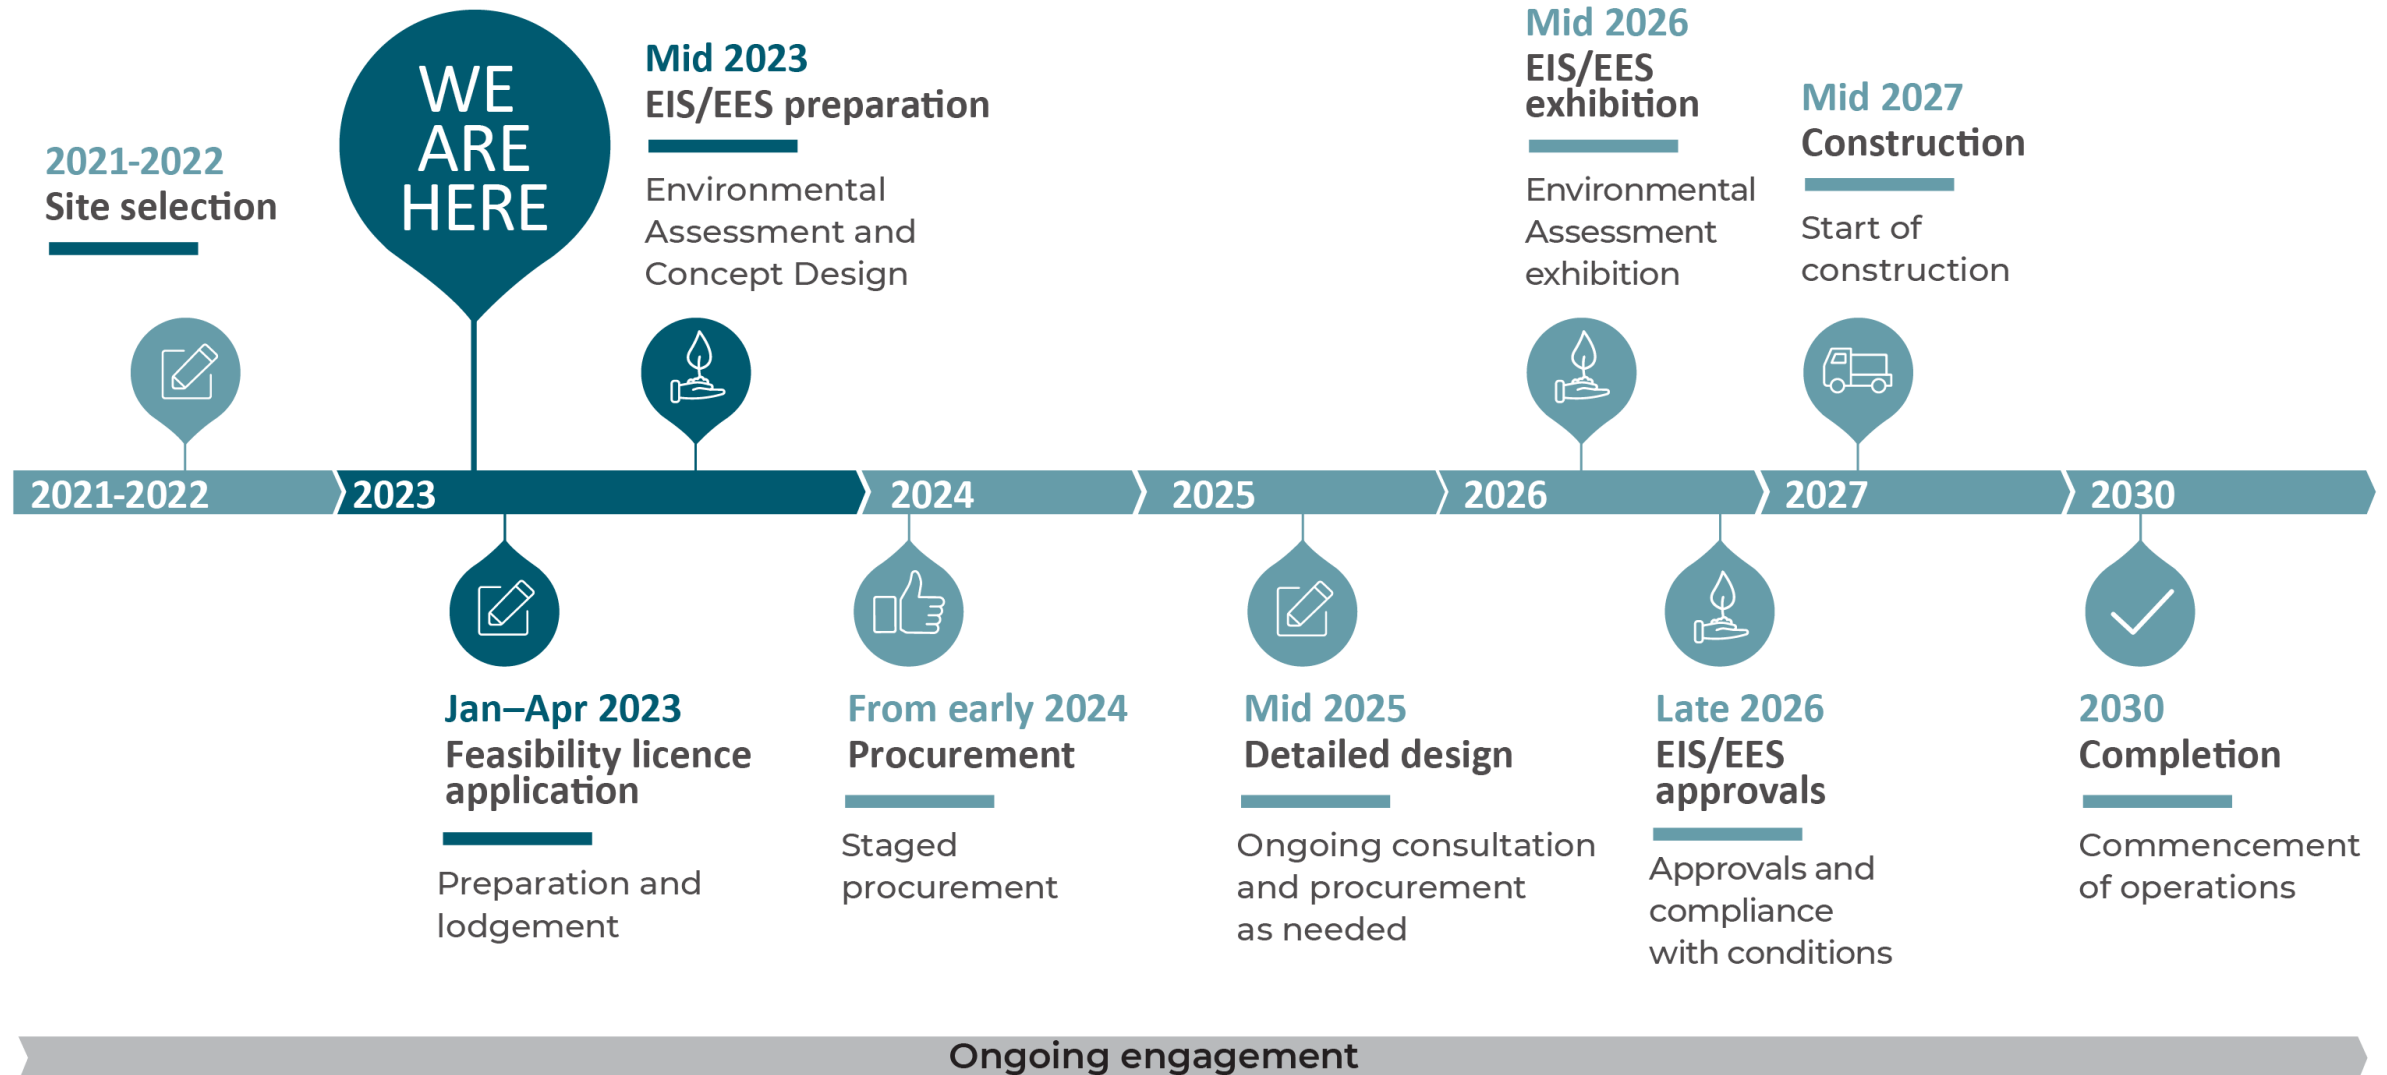 2021-2022
Site selection
WE
ARE
HERE
Mid 2023
EIS/EES preparation
Environmental
Assessment and
Concept Design
Mid 2026
EIS/EES
exhibition
Environmental
Assessment
exhibition
Mid 2027
Construction
Start of
construction
2021-2022
2023
2024
2025
2026
2027
2030
Jan–Apr 2023
Feasibility licence
application
Preparation and
lodgement
From early 2024
Procurement
Staged
procurement
Mid 2025
Detailed design
Ongoing consultation
and procurement
as needed
Late 2026
EIS/EES
approvals
Approvals and
compliance
with conditions
2030
Completion
Commencement
of operations
Ongoing engagement